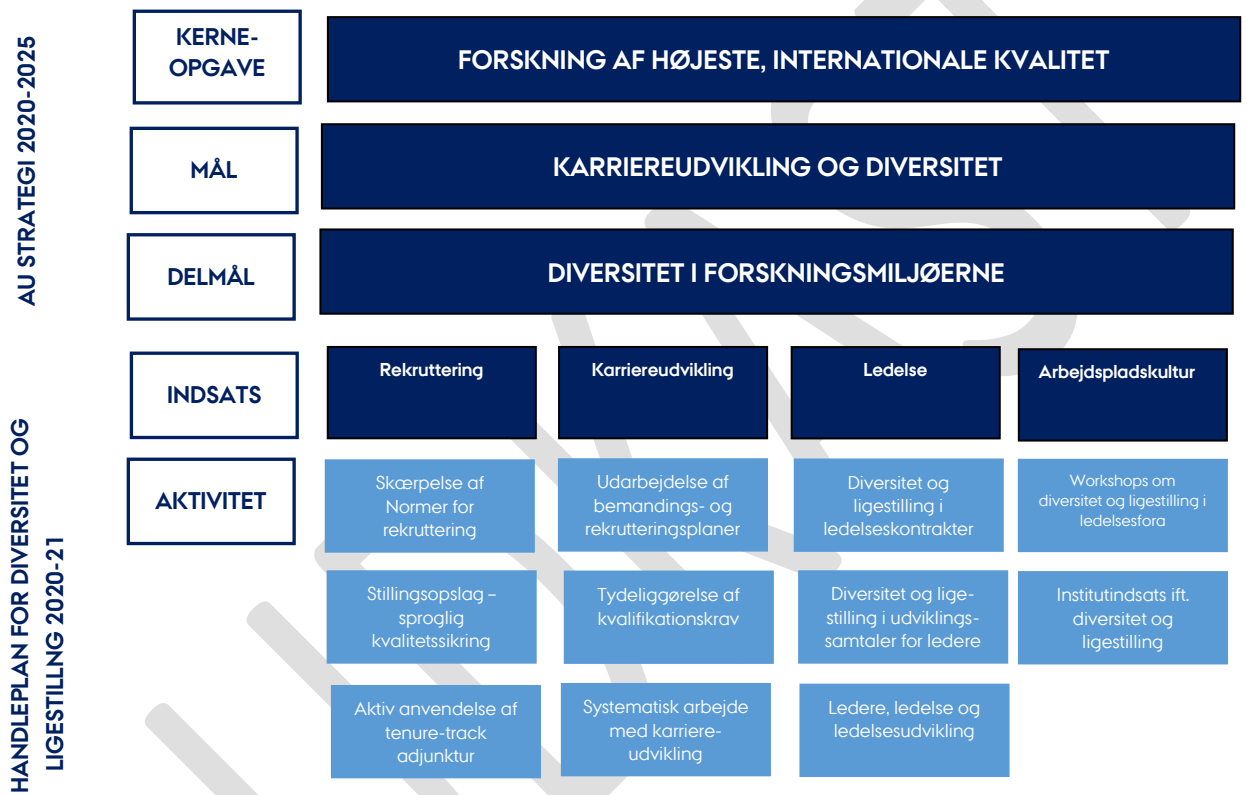 AU STRATEGI 2020-2025
KERNE-
OPGAVE
FORSKNING AF HØJESTE, INTERNATIONALE KVALITET
MÅL
KARRIEREUDVIKLING OG DIVERSITET
DELMÅL
DIVERSITET I FORSKNINGSMILJØERNE
HANDLEPLAN FOR DIVERSITET OG
LIGESTILLNG 2020-21
INDSATS
Rekruttering
Karriereudvikling
Ledelse
Arbejdspladskultur
AKTIVITET
Skærpelse af
Normer for
rekruttering
Udarbejdelse af
bemandings- og
rekrutteringsplaner
Diversitet og
ligestilling i
ledelseskontrakter
Workshops om
diversitet og ligestilling i
ledelsesfora
Stillingsopslag –
sproglig
kvalitetssikring
Tydeliggørelse af
kvalifikationskrav
Diversitet og lige-
stilling i udviklings-
samtaler for ledere
Institutindsats ift.
diversitet og
ligestilling
Aktiv anvendelse af
tenure-track
adjunktur
Systematisk arbejde
med karriere-
udvikling
Ledere, ledelse og
ledelsesudvikling